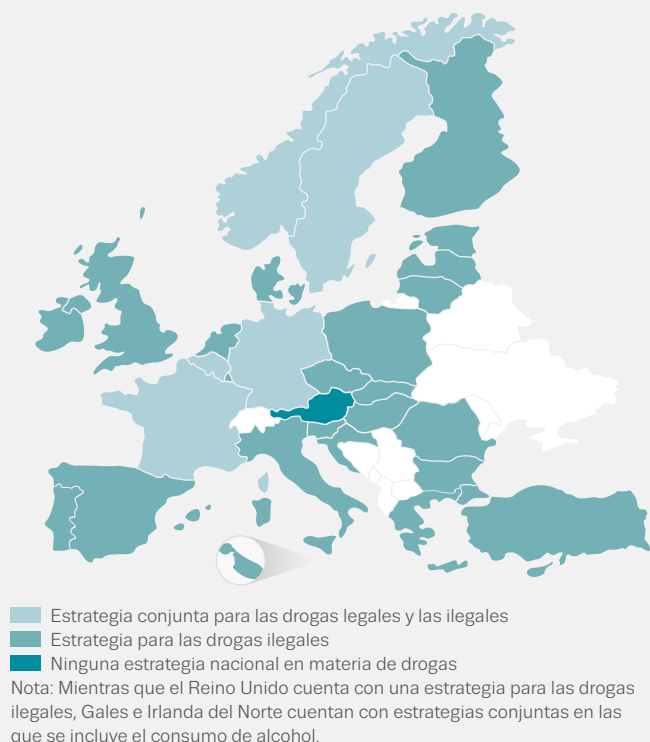 Estrategia conjunta para las drogas legales y las ilegales
Estrategia para las drogas ilegales
Ninguna estrategia nacional en materia de drogas
Nota: Mientras que el Reino Unido cuenta con una estrategia para las drogas
ilegales, Gales e Irlanda del Norte cuentan con estrategias conjuntas en las
que se incluye el consumo de alcohol.